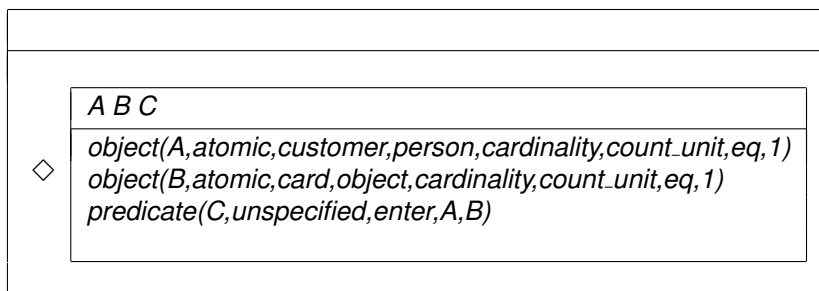 A B C
object(A,atomic,customer,person,cardinality,count_unit,eq,1)
◇ object(B,atomic,card,object,cardinality,count_unit,eq,1)
predicate(C,unspecified,enter,A,B)